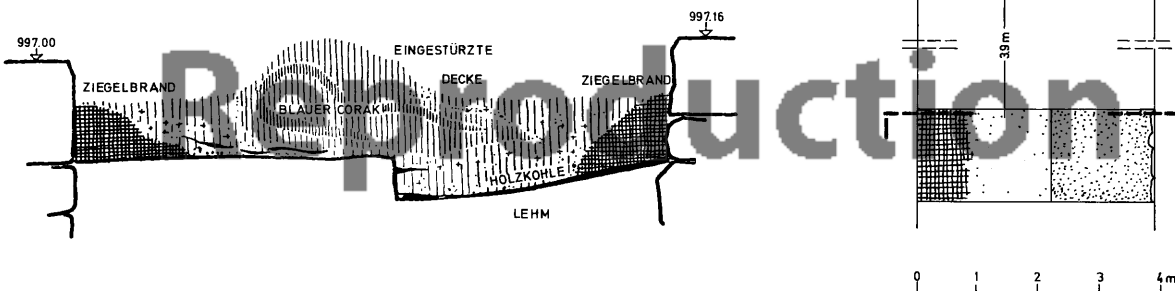 997.00
997.16
EINGESTÜRZTE
DECKE
ZIEGELBRAND
ZIEGELBRAND
BLAUER CORAK
HOLZKOHLE
LEHM
3.9 m
Reproduction
0 1 2 3 4 m